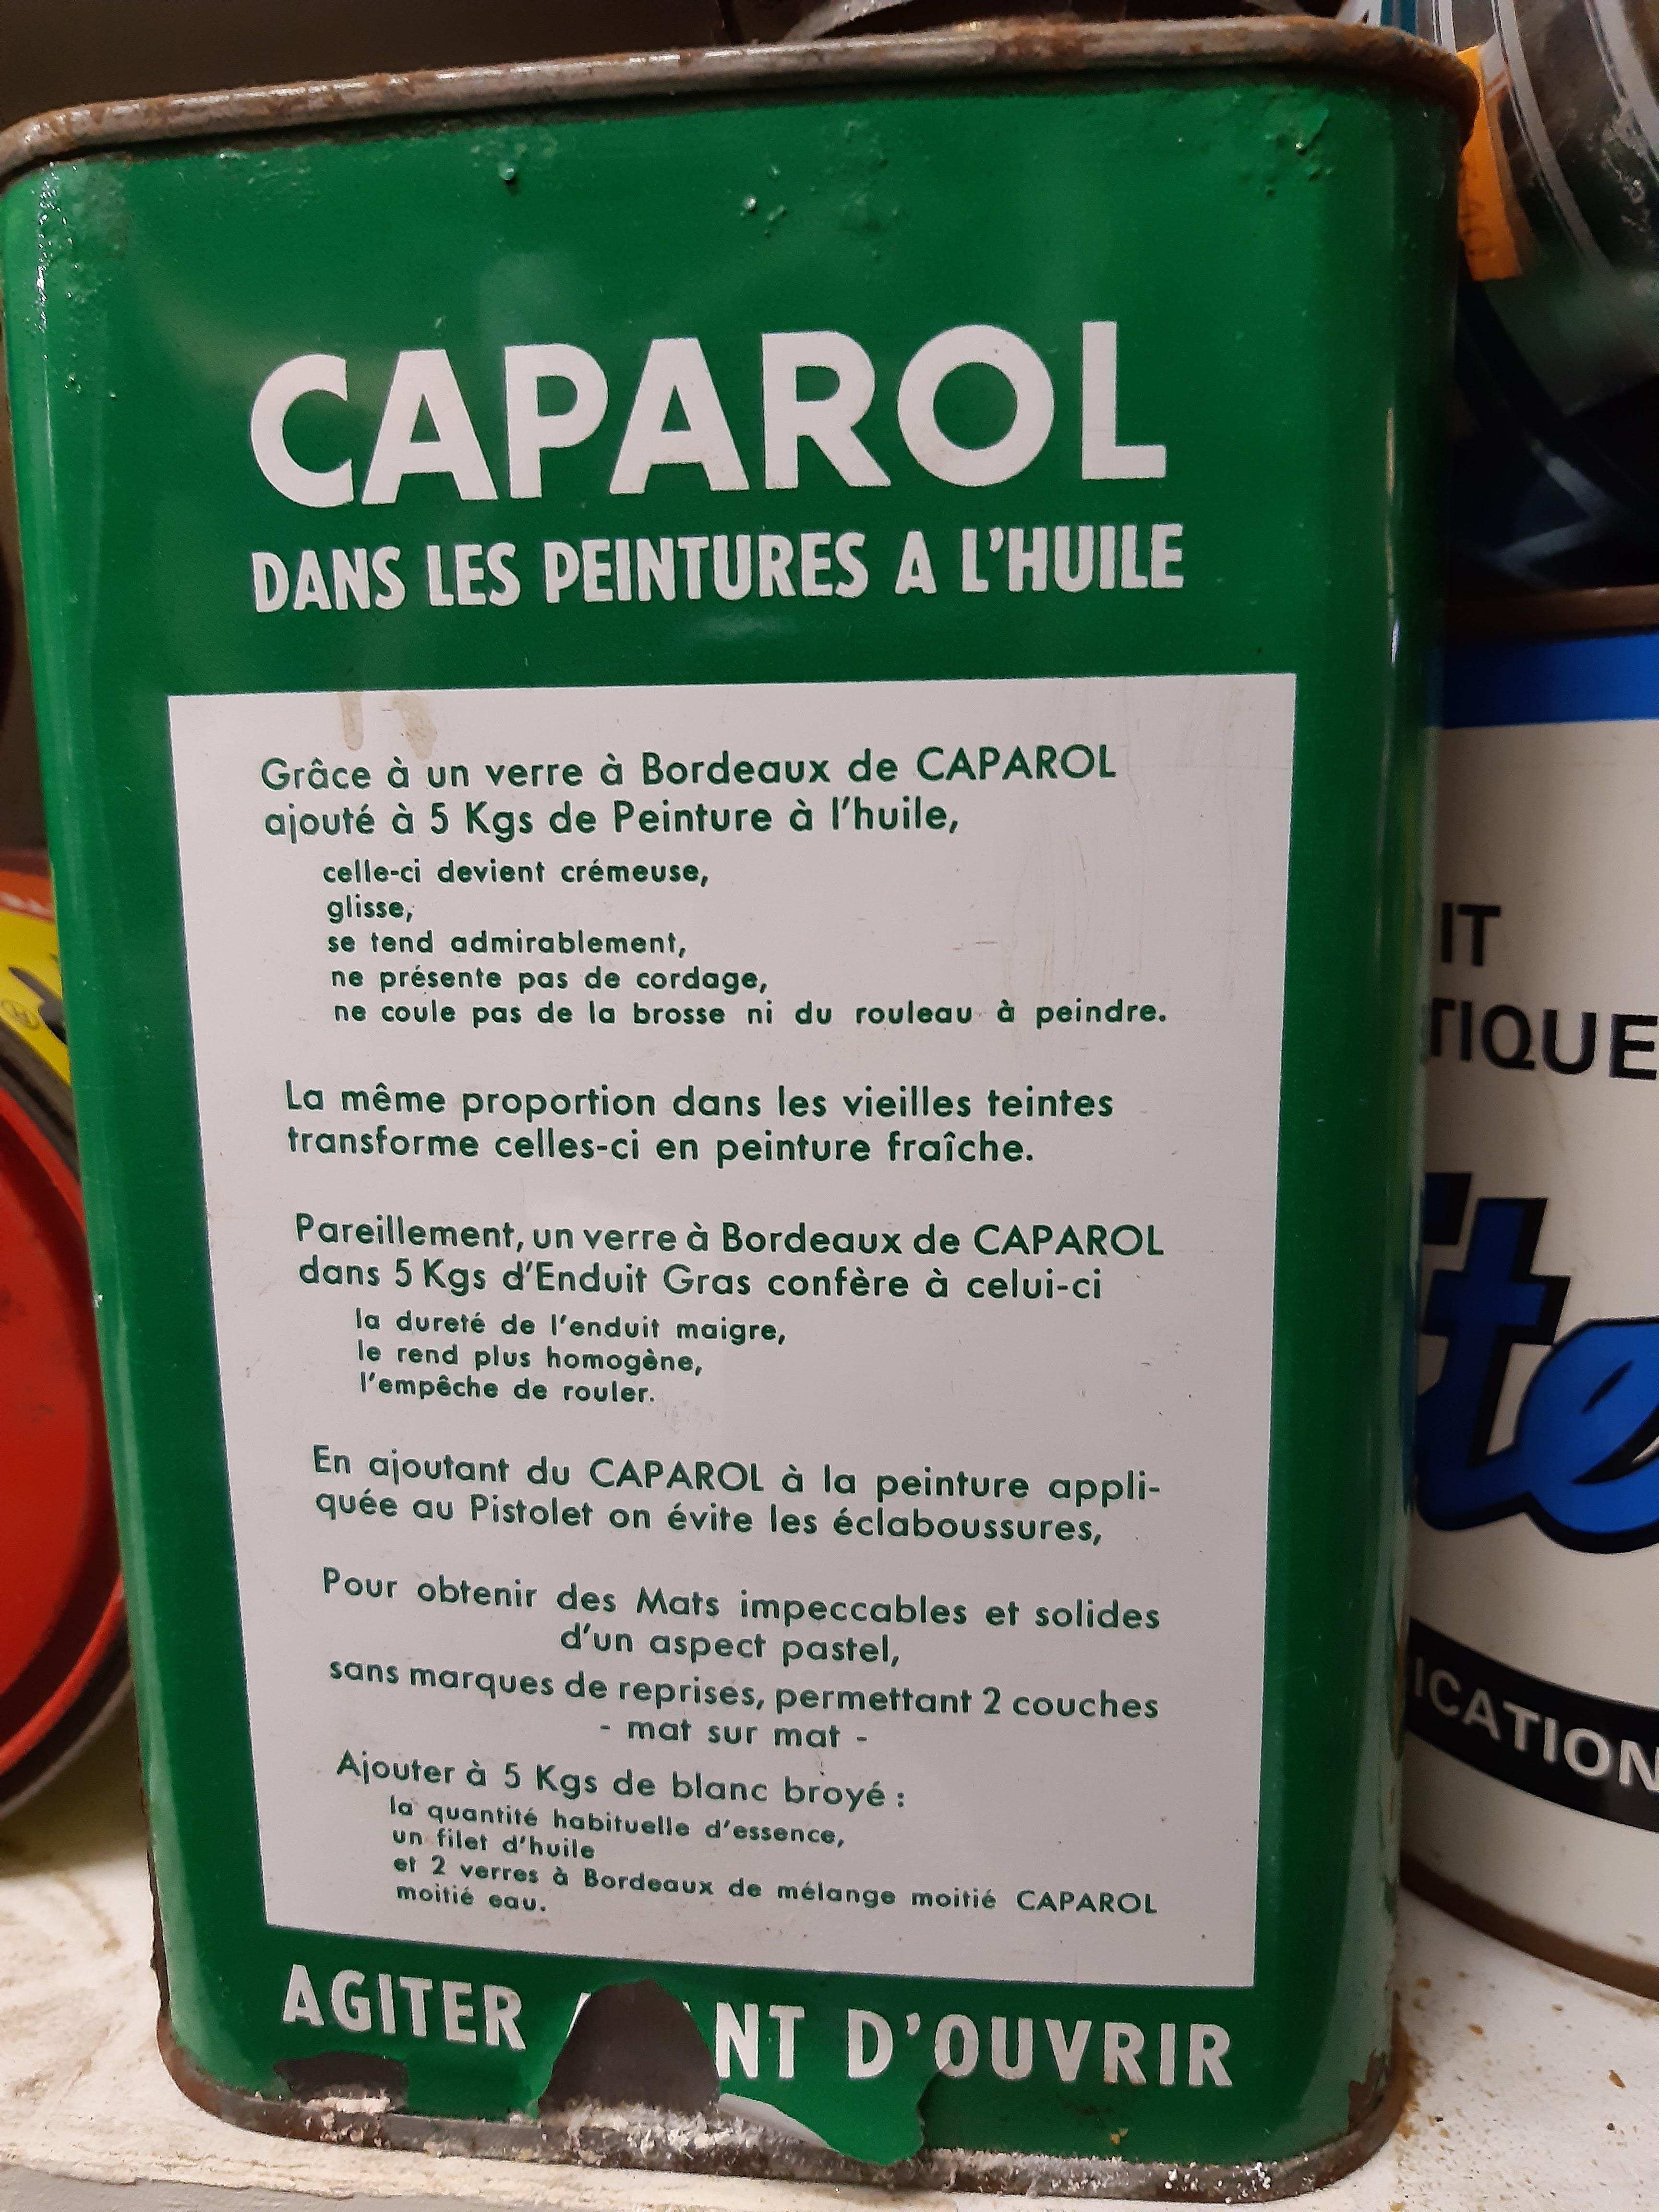 CAPAROL
DANS LES PEINTURES A L'HUILE
Grâce à un verre à Bordeaux de CAPAROL
ajouté à 5 Kgs de Peinture à l'huile,
celle-ci devient crémeuse,
glisse,
se tend admirablement,
ne présente pas de cordage,
ne coule pas de la brosse ni du rouleau à peindre.
La même proportion dans les vieilles teintes
transforme celles-ci en peinture fraîche.
Pareillement, un verre à Bordeaux de CAPAROL
dans 5 Kgs d'Enduit Gras confère à celui-ci
la dureté de l'enduit maigre,
le rend plus homogène,
l'empêche de rouler.
En ajoutant du CAPAROL à la peinture appli-
quée au Pistolet on évite les éclaboussures,
Pour obtenir des Mats impeccables et solides
d'un aspect pastel,
sans marques de reprises, permettant 2 couches
- mat sur mat -
Ajouter à 5 Kgs de blanc broyé :
la quantité habituelle d'essence,
un filet d'huile
et 2 verres à Bordeaux de mélange moitié CAPAROL
moitié eau.
AGITER NT D'OUVRIR
IT
TIQUE
te
ICATION